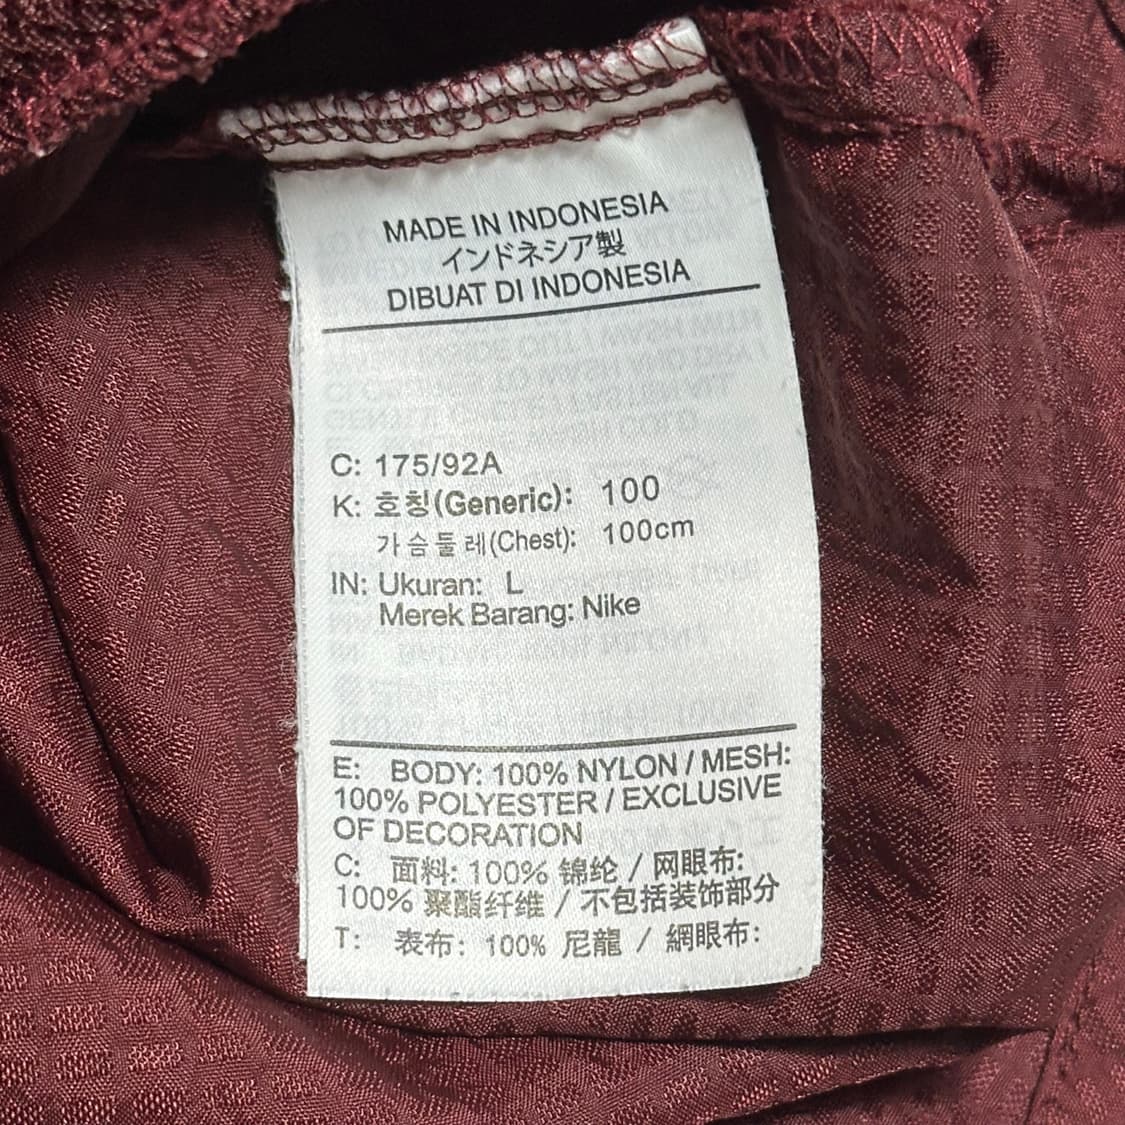 MADE IN INDONESIA
インドネシア製
DIBUAT DI INDONESIA
C: 175/92A
K: 호칭(Generic): 100
가슴둘레(Chest): 100cm
IN: Ukuran: L
Merek Barang: Nike
E: BODY: 100% NYLON / MESH:
100% POLYESTER / EXCLUSIVE
OF DECORATION
C: 面料: 100% 锦纶 / 网眼布:
100% 聚酯纤维 / 不包括装饰部分
T: 表布: 100% 尼龍 / 網眼布: